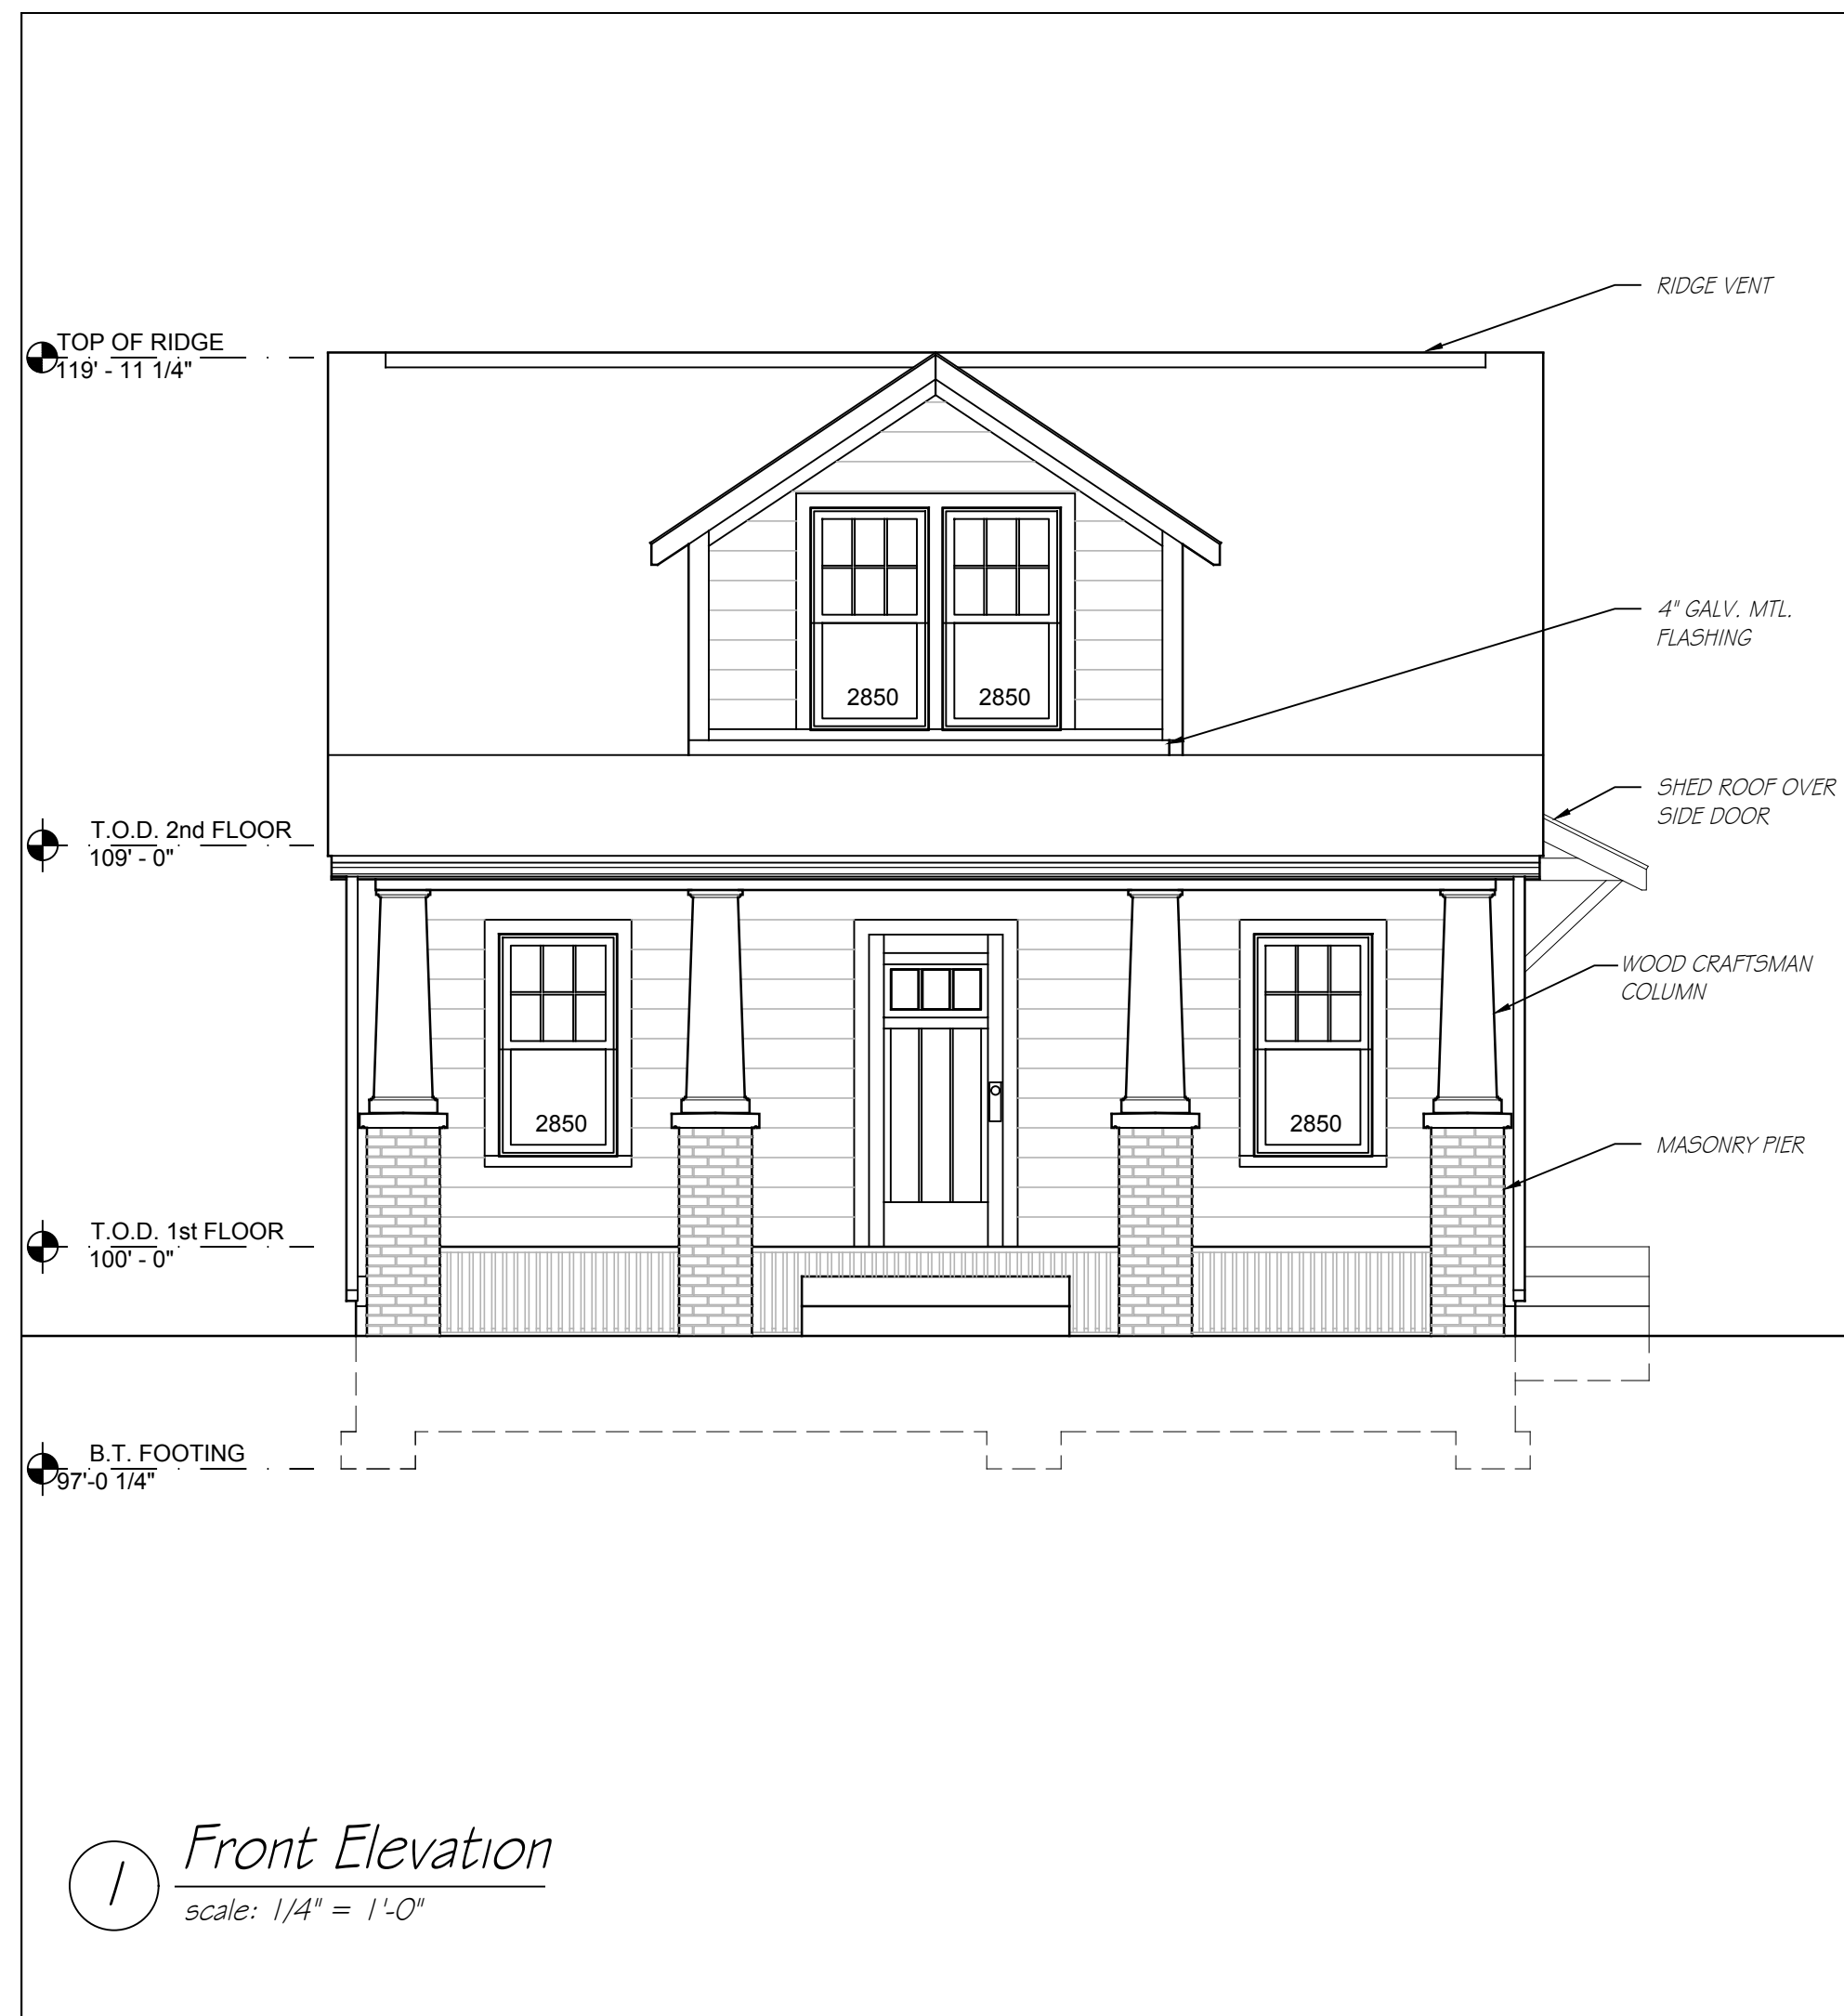 RIDGE VENT
TOP OF RIDGE
119' - 11 1/4"
4" GALV. MTL.
FLASHING
2850
2850
SHED ROOF OVER
SIDE DOOR
T.O.D. 2nd FLOOR
109' - 0"
WOOD CRAFTSMAN
COLUMN
2850
2850
MASONRY PIER
T.O.D. 1st FLOOR
100' - 0"
B.T. FOOTING
97'-0 1/4"
1
Front Elevation
scale: 1/4" = 1'-0"